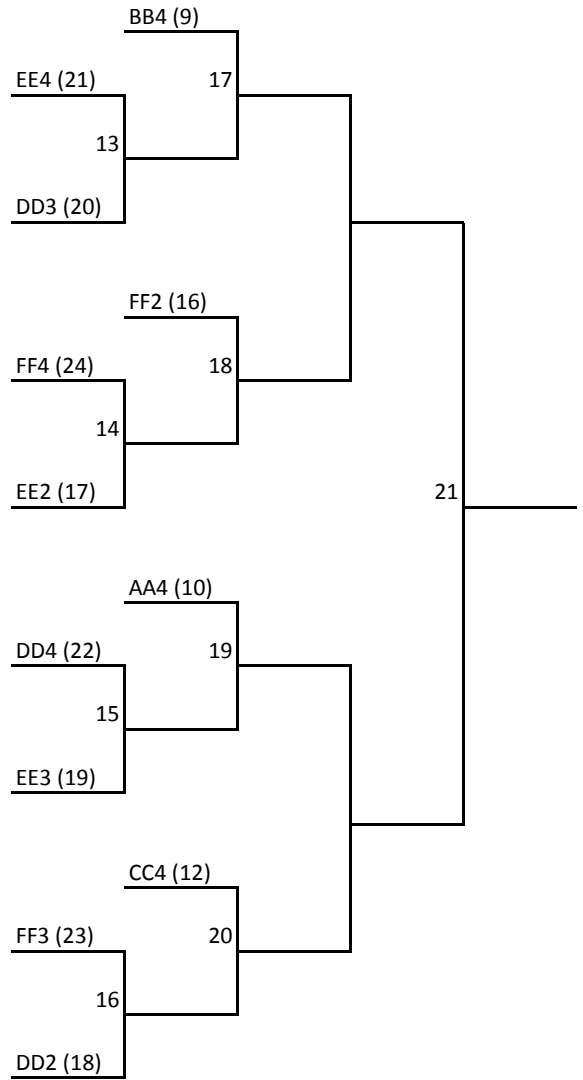 BB4 (9)
EE4 (21)
17
13
DD3 (20)
FF2 (16)
FF4 (24)
18
14
EE2 (17)
21
AA4 (10)
DD4 (22)
19
15
EE3 (19)
CC4 (12)
FF3 (23)
20
16
DD2 (18)